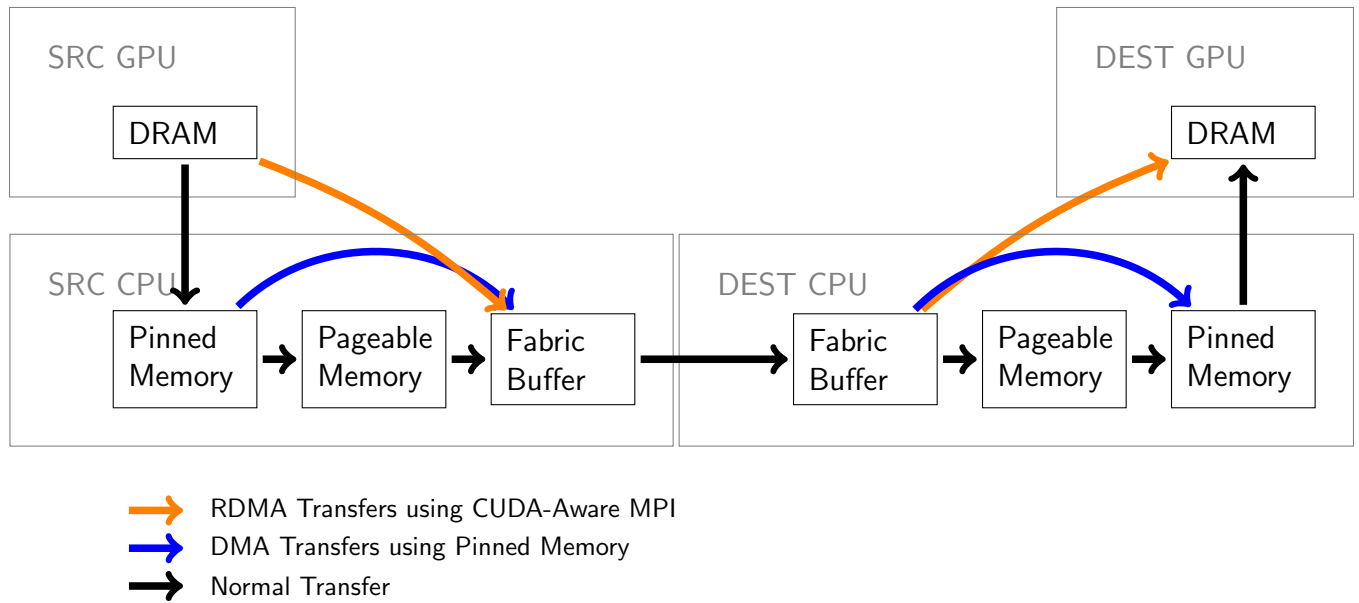 SRC GPU
DEST GPU
DRAM
DRAM
SRC CPU
DEST CPU
Pinned
Memory
Pageable
Memory
Fabric
Buffer
Fabric
Buffer
Pageable
Memory
Pinned
Memory
RDMA Transfers using CUDA-Aware MPI
DMA Transfers using Pinned Memory
Normal Transfer